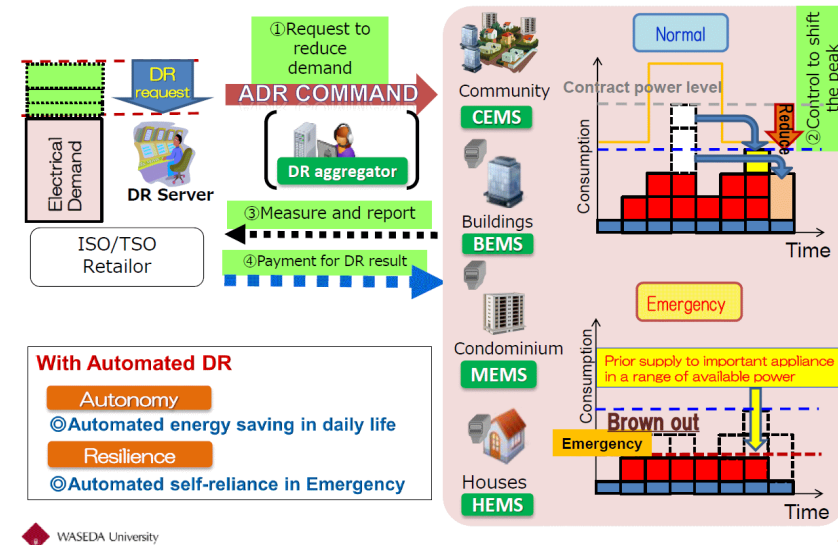 DR
request
Electrical
Demand
DR Server
ISO/TSO
Retailor
①Request to
reduce
demand
ADR COMMAND
DR aggregator
③Measure and report
④Payment for DR result
With Automated DR
Autonomy
◎Automated energy saving in daily life
Resilience
◎Automated self-reliance in Emergency
WASEDA University
Community
CEMS
Buildings
BEMS
Condominium
MEMS
Houses
HEMS
Normal
Contract power level
Consumption
Reduce
②Control to shift
the peak
Time
Emergency
Consumption
Prior supply to important appliance
in a range of available power
Brown out
Emergency
Time